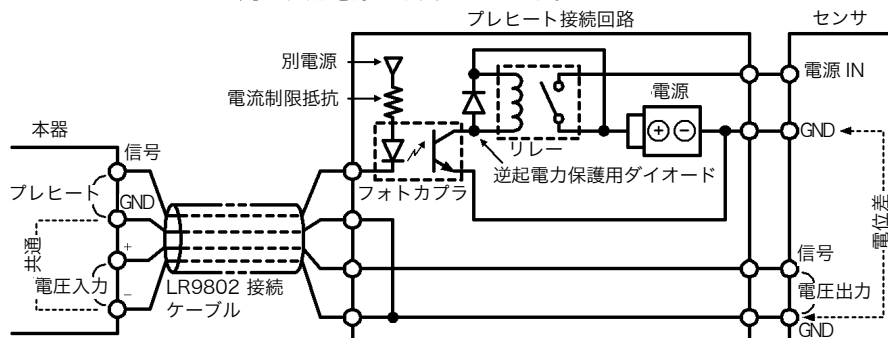 プレヒート接続回路
センサ
別電源
電流制限抵抗
電源
電源 IN
本器
信号
リレー
GND
逆起電力保護用ダイオード
フォトカプラ
プレヒート
GND
共通
+
電圧入力
−
LR9802 接続
ケーブル
信号
電圧出力
GND
電位差